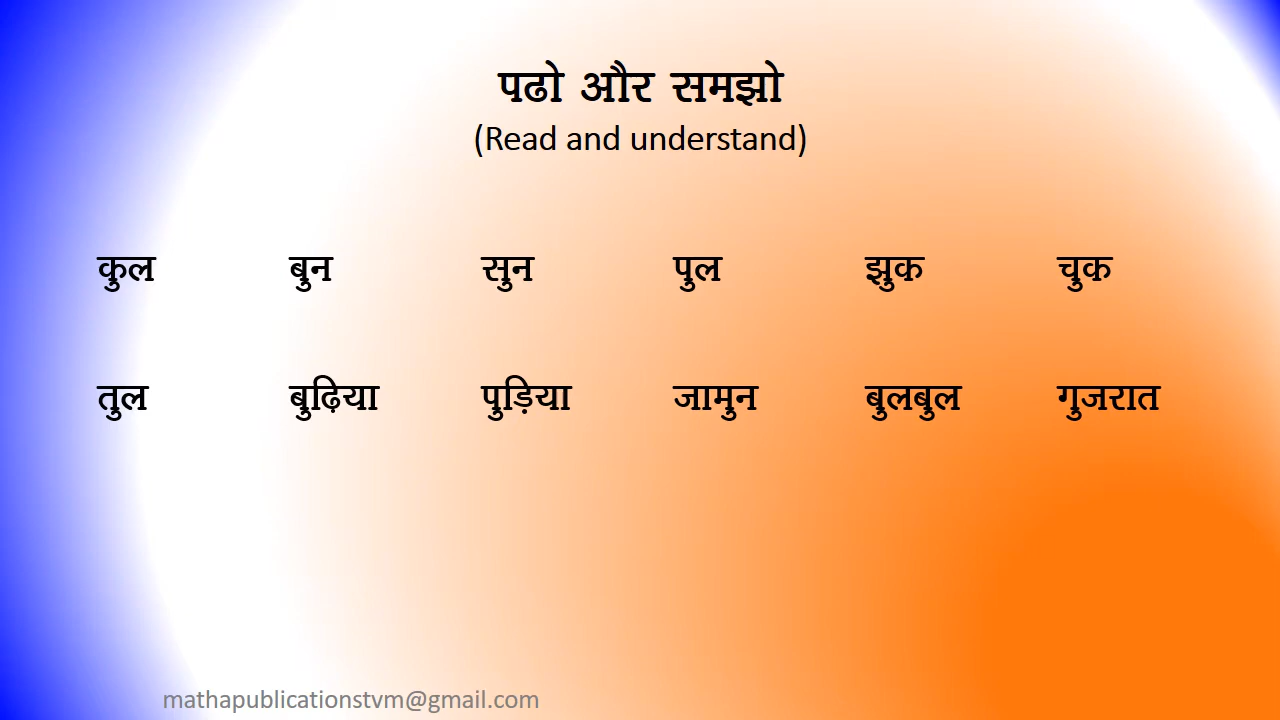 पढो और समझो
(Read and understand)
कुल बुन सुन पुल झुक चुक
तुल बुढ़िया पुड़िया जामुन बुलबुल गुजरात
mathapublicationstvm@gmail.com